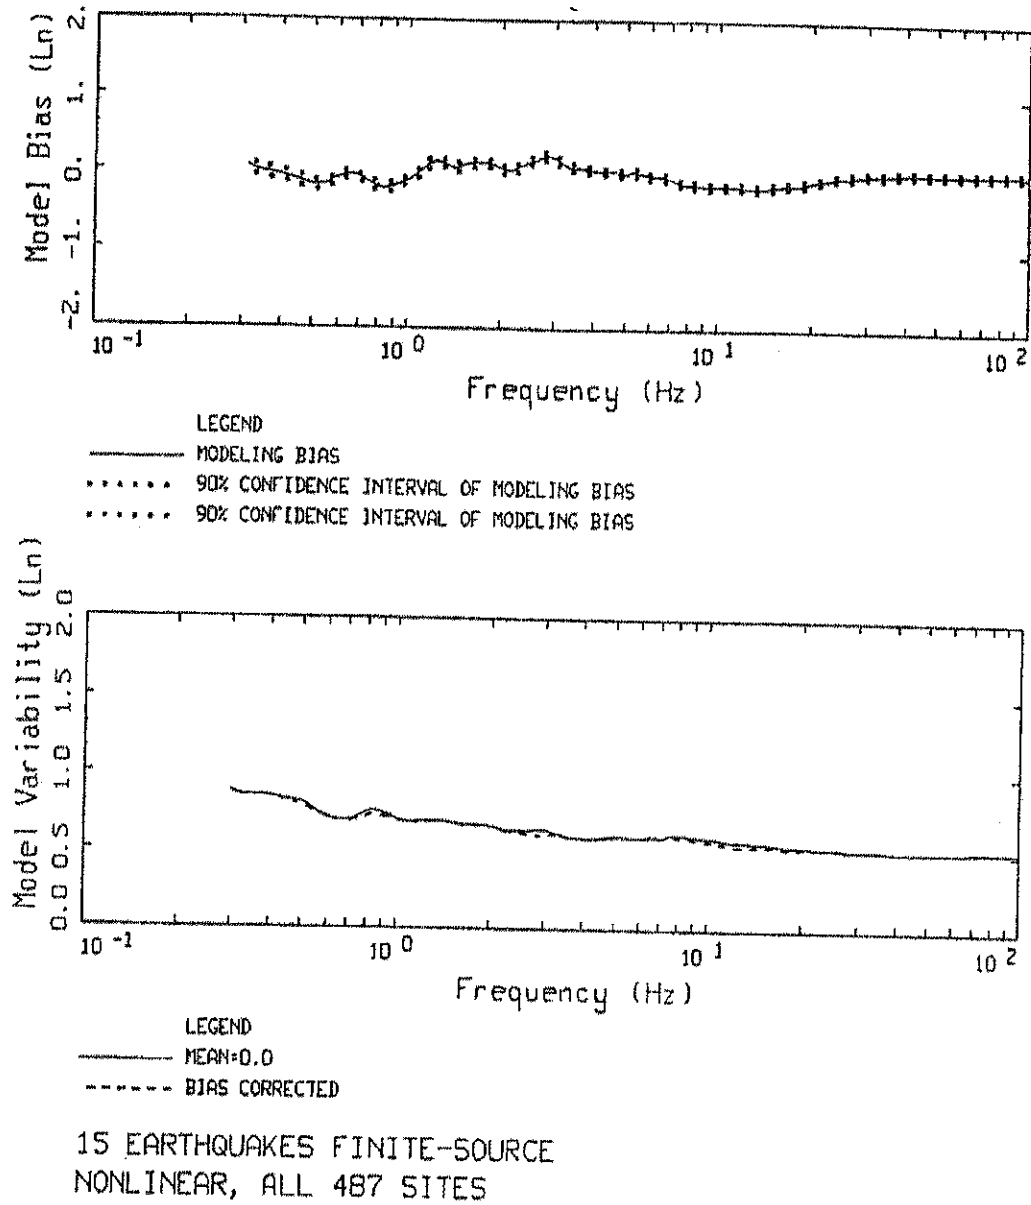 Model Bias (Ln)
2.
1.
0.
-1.
-2.
10 -1
10 0
10 1
10 2
Frequency (Hz)
LEGEND
MODELING BIAS
90% CONFIDENCE INTERVAL OF MODELING BIAS
90% CONFIDENCE INTERVAL OF MODELING BIAS
Model Variability (Ln)
2.0
1.5
1.0
0.5
0.0
10 -1
10 0
10 1
10 2
Frequency (Hz)
LEGEND
MEAN=0.0
BIAS CORRECTED
15 EARTHQUAKES FINITE-SOURCE
NONLINEAR, ALL 487 SITES